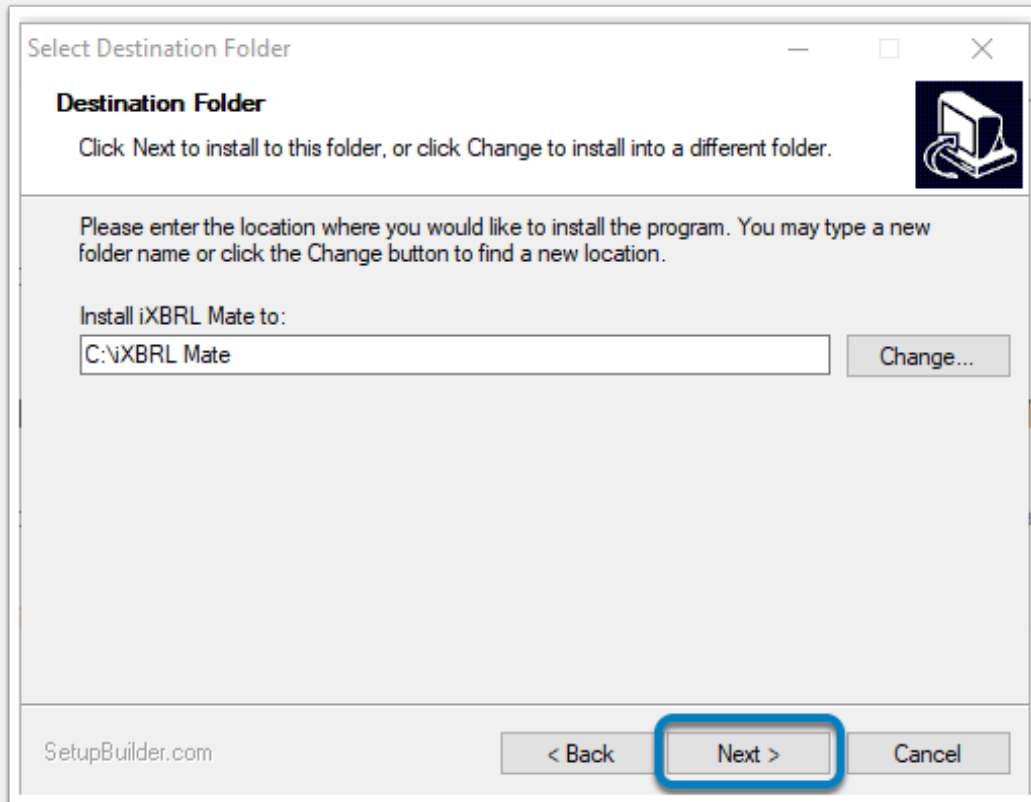 Select Destination Folder
Destination Folder
Click Next to install to this folder, or click Change to install into a different folder.
Please enter the location where you would like to install the program. You may type a new
folder name or click the Change button to find a new location.
Install iXBRL Mate to:
C:\iXBRL Mate
Change...
SetupBuilder.com
< Back
Next >
Cancel